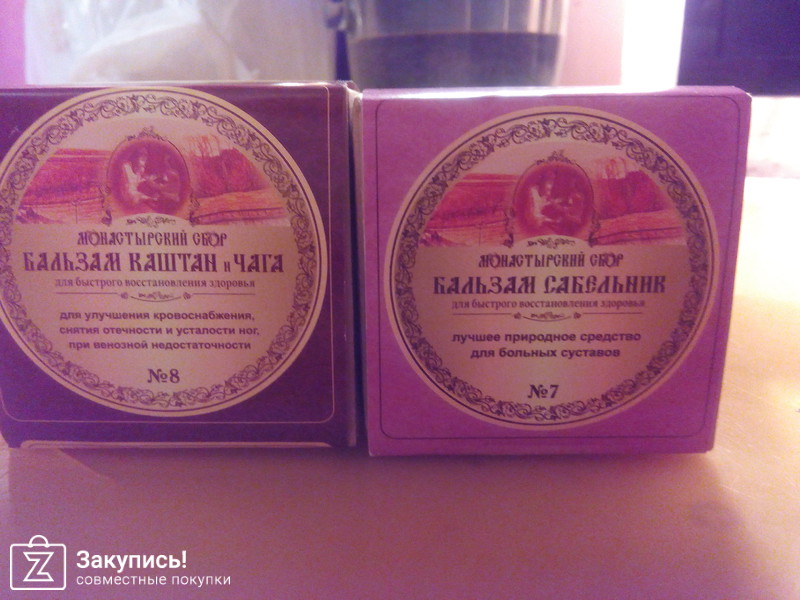 МОНАСТЫРСКИЙ СБОР
БАЛЬЗАМ КАШТАН и ЧАГА
для быстрого восстановления здоровья
для улучшения кровоснабжения,
снятия отечности и усталости ног,
при венозной недостаточности
№8
МОНАСТЫРСКИЙ СБОР
БАЛЬЗАМ САБЕЛЬНИК
для быстрого восстановления здоровья
лучшее природное средство
для больных суставов
№7
Закупись!
совместные покупки